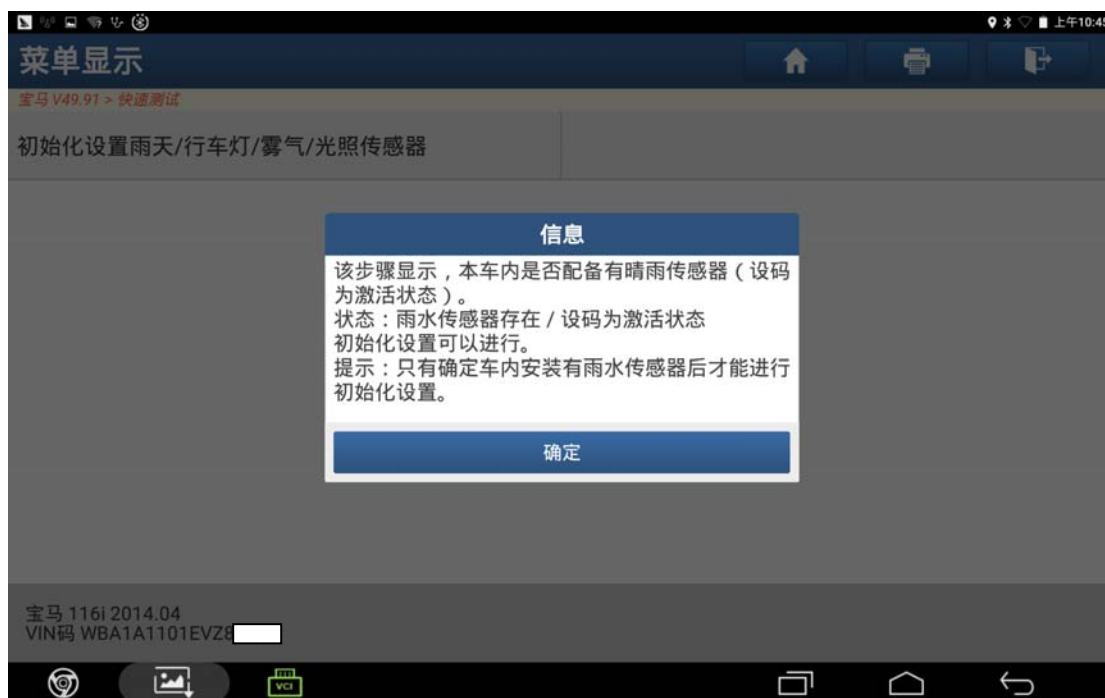 上午10:45
菜单显示
宝马 V49.91 > 快速测试
初始化设置雨天/行车灯/雾气/光照传感器
信息
该步骤显示，本车内是否配备有晴雨传感器（设码
为激活状态）。
状态：雨水传感器存在 / 设码为激活状态
初始化设置可以进行。
提示：只有确定车内安装有雨水传感器后才能进行
初始化设置。
确定
宝马 116i 2014.04
VIN码 WBA1A1101EVZ8
VCI